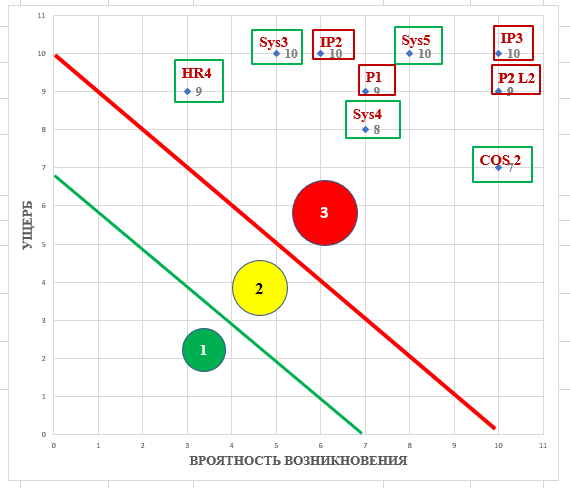 11
10
9
8
7
6
5
4
3
2
1
0
УЩЕРБ
Sys3
10
IP2
10
Sys5
10
IP3
10
HR4
9
P1
9
P2 L2
9
Sys4
8
COS 2
7
3
2
1
0 1 2 3 4 5 6 7 8 9 10 11
ВРОЯТНОСТЬ ВОЗНИКНОВЕНИЯ